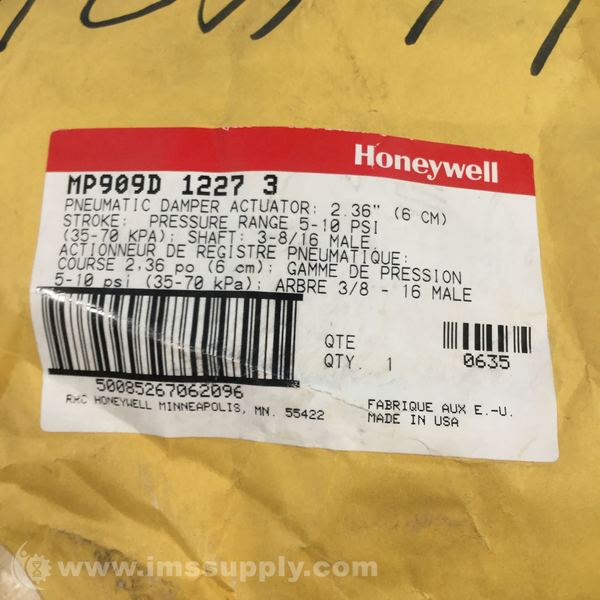 Honeywell
MP909D 1227 3
PNEUMATIC DAMPER ACTUATOR: 2.36" (6 CM)
STROKE: PRESSURE RANGE 5-10 PSI
(35-70 KPA): SHAFT: 3-8/16 MALE
ACTIONNEUR DE REGISTRE PNEUMATIQUE:
COURSE 2,36 po (6 cm): GAMME DE PRESSION
5-10 psi (35-70 kPa): ARBRE 3/8 - 16 MALE
50085267062096
QTE
QTY. 1
0635
HONEYWELL MINNEAPOLIS, MN. 55422
FABRIQUE AUX E.-U.
MADE IN USA
www.imssupply.com